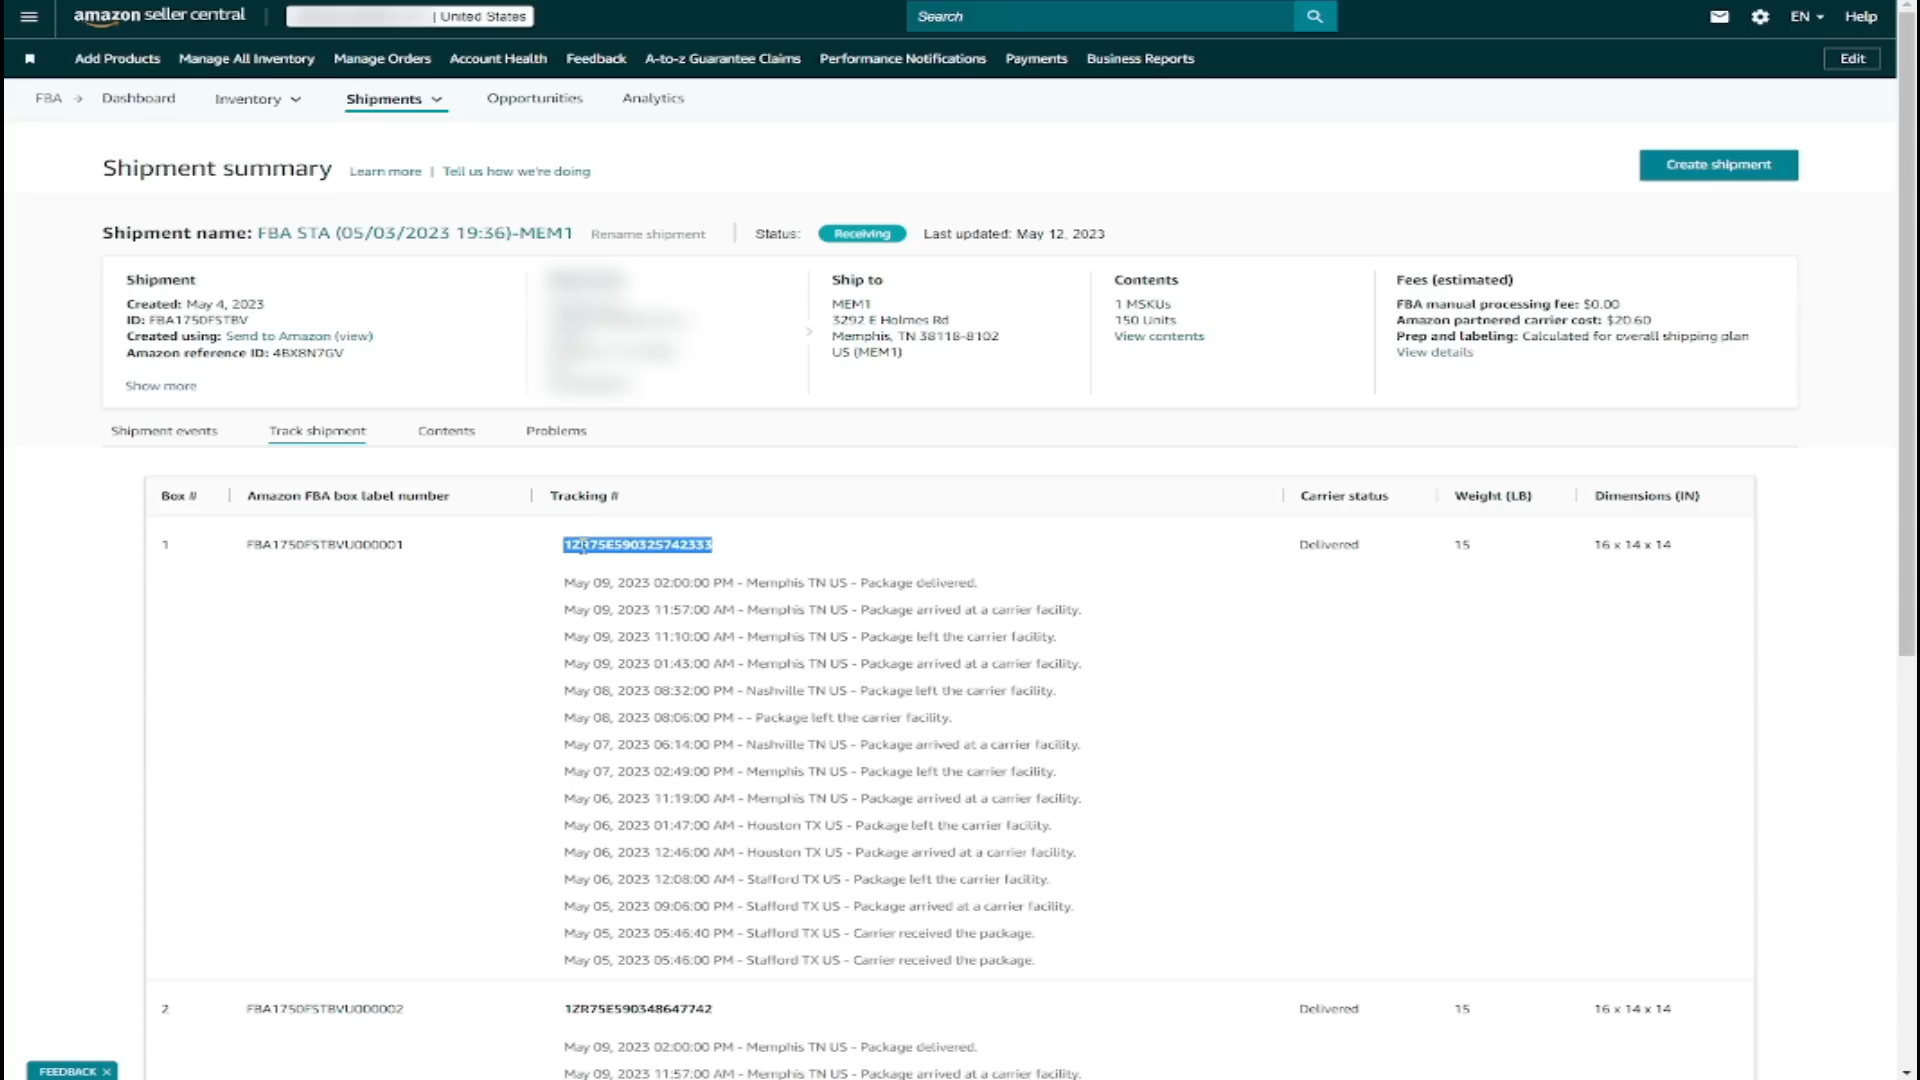 amazon seller central
| United States
Search
EN
Help
Add Products
Manage All Inventory
Manage Orders
Account Health
Feedback
A-to-z Guarantee Claims
Performance Notifications
Payments
Business Reports
Edit
FBA
Dashboard
Inventory
Shipments
Opportunities
Analytics
Shipment summary
Learn more | Tell us how we're doing
Create shipment
Shipment name: FBA STA (05/03/2023 19:36)-MEM1
Rename shipment
Status:
Receiving
Last updated: May 12, 2023
Shipment
Created: May 4, 2023
ID: FBA1750FSTBV
Created using: Send to Amazon (view)
Amazon reference ID: 4BX8N7GV
Show more
Ship to
MEM1
3292 E Holmes Rd
Memphis, TN 38118-8102
US (MEM1)
Contents
1 MSKUs
150 Units
View contents
Fees (estimated)
FBA manual processing fee: $0.00
Amazon partnered carrier cost: $20.60
Prep and labeling: Calculated for overall shipping plan
View details
Shipment events
Track shipment
Contents
Problems
Box #
Amazon FBA box label number
Tracking #
Carrier status
Weight (LB)
Dimensions (IN)
1
FBA1750FSTBVU000001
1ZR75E590325742333
Delivered
15
16 x 14 x 14
May 09, 2023 02:00:00 PM - Memphis TN US - Package delivered.
May 09, 2023 11:57:00 AM - Memphis TN US - Package arrived at a carrier facility.
May 09, 2023 11:10:00 AM - Memphis TN US - Package left the carrier facility.
May 09, 2023 01:43:00 AM - Memphis TN US - Package arrived at a carrier facility.
May 08, 2023 08:32:00 PM - Nashville TN US - Package left the carrier facility.
May 08, 2023 08:06:00 PM - - Package left the carrier facility.
May 07, 2023 06:14:00 PM - Nashville TN US - Package arrived at a carrier facility.
May 07, 2023 02:49:00 PM - Memphis TN US - Package left the carrier facility.
May 06, 2023 11:19:00 AM - Memphis TN US - Package arrived at a carrier facility.
May 06, 2023 01:47:00 AM - Houston TX US - Package left the carrier facility.
May 06, 2023 12:46:00 AM - Houston TX US - Package arrived at a carrier facility.
May 06, 2023 12:08:00 AM - Stafford TX US - Package left the carrier facility.
May 05, 2023 09:06:00 PM - Stafford TX US - Package arrived at a carrier facility.
May 05, 2023 05:46:40 PM - Stafford TX US - Carrier received the package.
May 05, 2023 05:46:00 PM - Stafford TX US - Carrier received the package.
2
FBA1750FSTBVU000002
1ZR75E590348647742
Delivered
15
16 x 14 x 14
May 09, 2023 02:00:00 PM - Memphis TN US - Package delivered.
May 09, 2023 11:57:00 AM - Memphis TN US - Package arrived at a carrier facility.
FEEDBACK ×